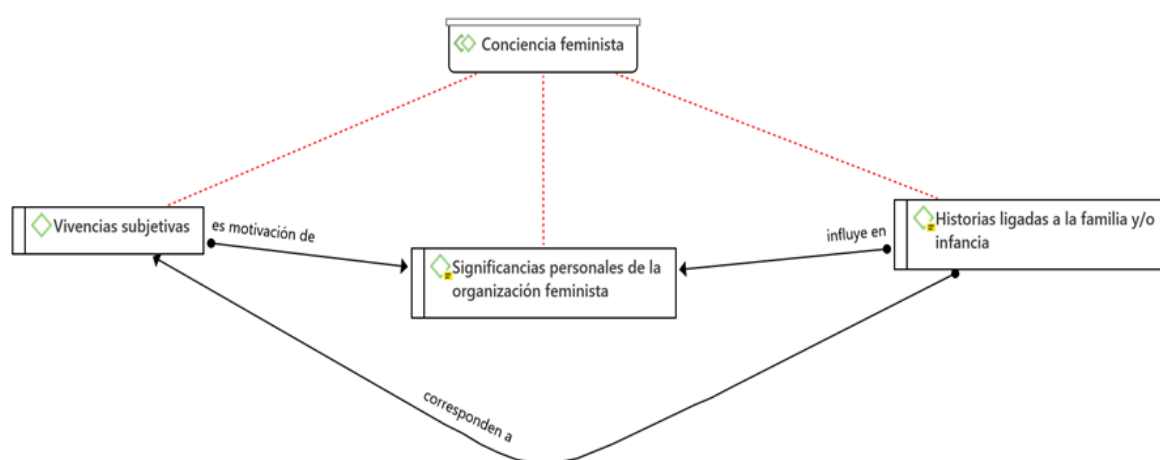 Conciencia feminista
Vivencias subjetivas
es motivación de
Significancias personales de la
organización feminista
influye en
Historias ligadas a la familia y/o
infancia
corresponden a